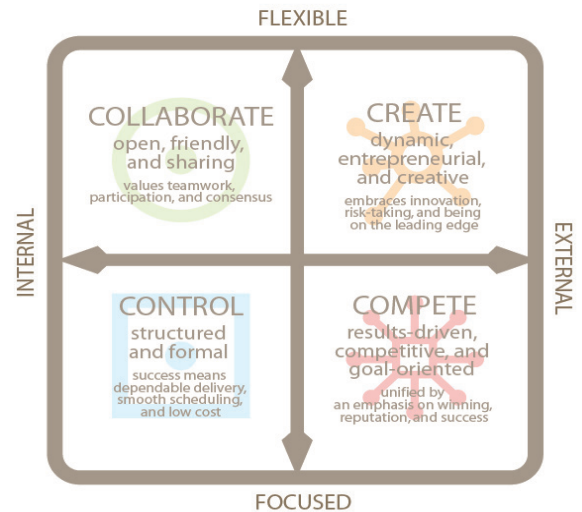 FLEXIBLE
COLLABORATE
open, friendly,
and sharing
values teamwork,
participation, and consensus
CREATE
dynamic,
entrepreneurial,
and creative
embraces innovation,
risk-taking, and being
on the leading edge
INTERNAL
EXTERNAL
CONTROL
structured
and formal
success means
dependable delivery,
smooth scheduling,
and low cost
COMPETE
results-driven,
competitive, and
goal-oriented
unified by
an emphasis on winning,
reputation, and success
FOCUSED